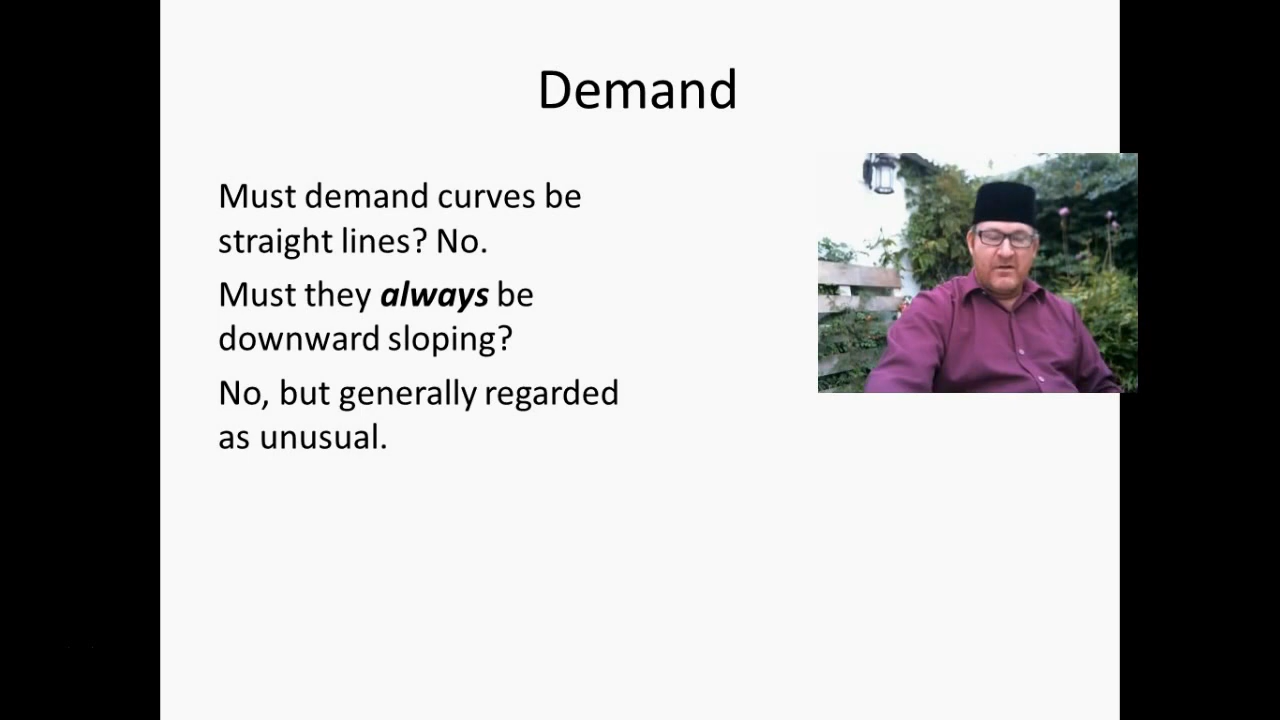 Demand
Must demand curves be
straight lines? No.
Must they always be
downward sloping?
No, but generally regarded
as unusual.